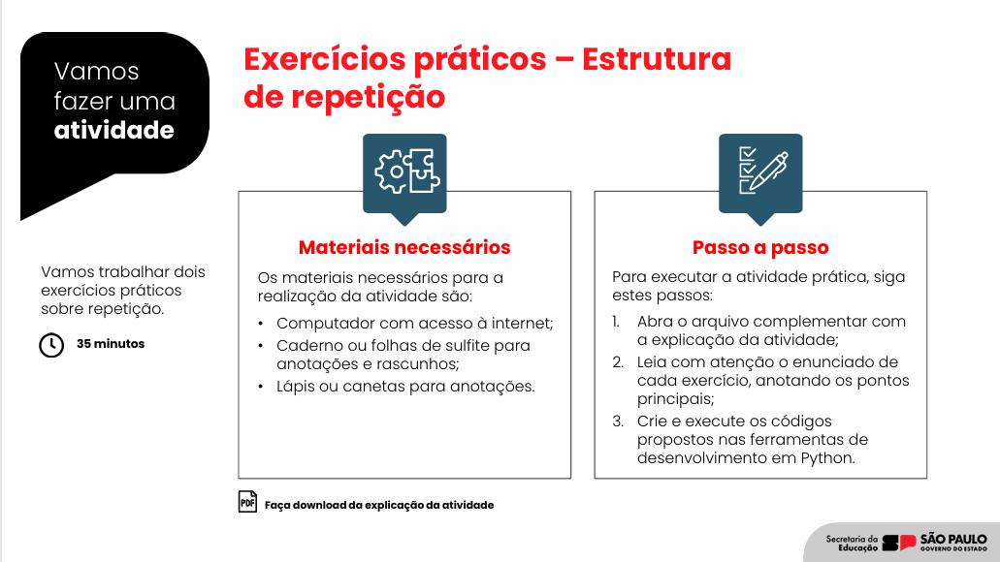 Vamos
fazer uma
atividade
Exercícios práticos – Estrutura
de repetição
Vamos trabalhar dois
exercícios práticos
sobre repetição.
35 minutos
Materiais necessários
Os materiais necessários para a
realização da atividade são:
• Computador com acesso à internet;
• Caderno ou folhas de sulfite para
anotações e rascunhos;
• Lápis ou canetas para anotações.
Passo a passo
Para executar a atividade prática, siga
estes passos:
1. Abra o arquivo complementar com
a explicação da atividade;
2. Leia com atenção o enunciado de
cada exercício, anotando os pontos
principais;
3. Crie e execute os códigos
propostos nas ferramentas de
desenvolvimento em Python.
PDF
Faça download da explicação da atividade
Secretaria da
Educação
SÃO PAULO
GOVERNO DO ESTADO